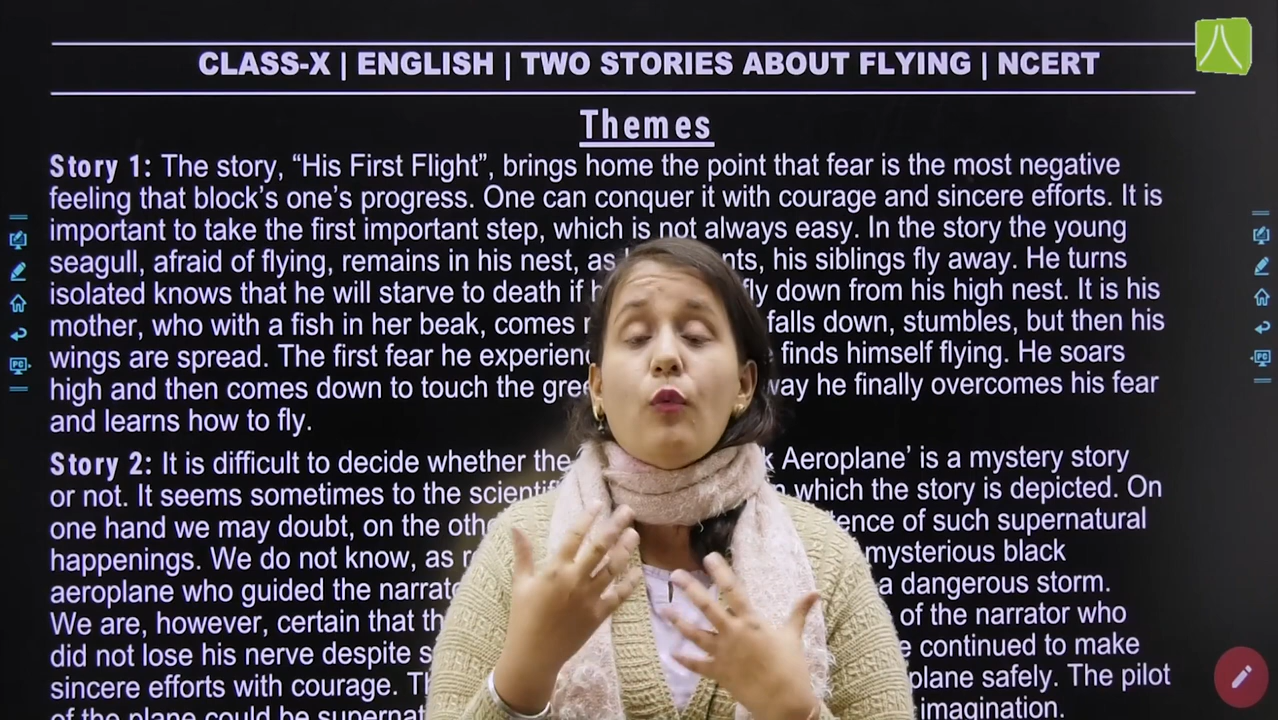 CLASS-X | ENGLISH | TWO STORIES ABOUT FLYING | NCERT
Themes
Story 1: The story, “His First Flight”, brings home the point that fear is the most negative
feeling that block’s one’s progress. One can conquer it with courage and sincere efforts. It is
important to take the first important step, which is not always easy. In the story the young
seagull, afraid of flying, remains in his nest, as his siblings fly away. He turns
isolated knows that he will starve to death if fly down from his high nest. It is his
mother, who with a fish in her beak, comes falls down, stumbles, but then his
wings are spread. The first fear he finds himself flying. He soars
high and then comes down to touch the he finally overcomes his fear
and learns how to fly.
Story 2: It is difficult to decide whether the Aeroplane’ is a mystery story
or not. It seems sometimes to the which the story is depicted. On
one hand we may doubt, on the of such supernatural
happenings. We do not know, as mysterious black
aeroplane who guided the a dangerous storm.
We are, however, certain that of the narrator who
did not lose his nerve despite continued to make
sincere efforts with courage. plane safely. The pilot
of the plane could be imagination.
PC
PC